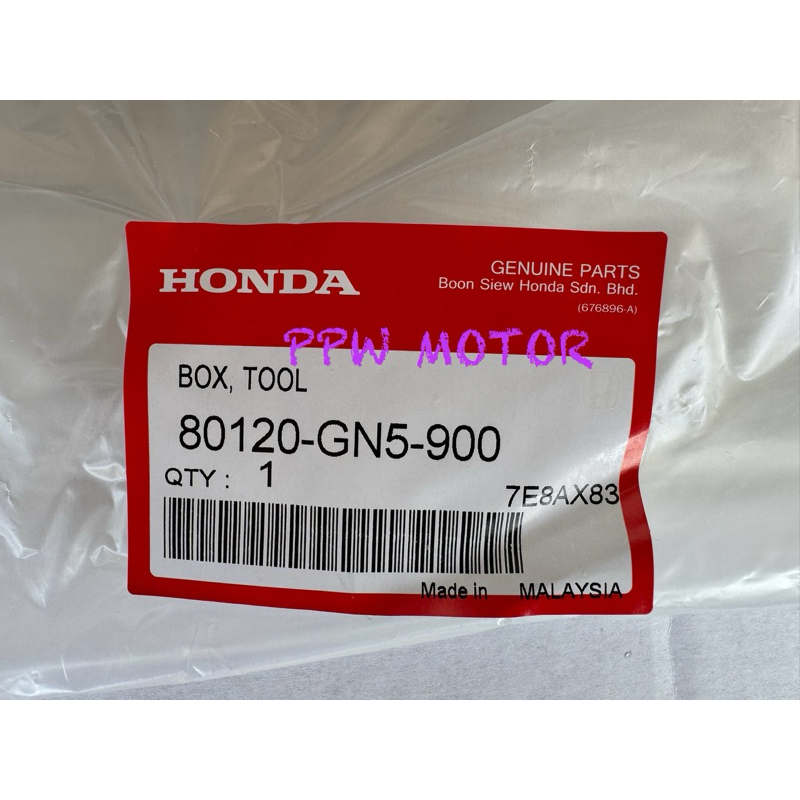 HONDA
GENUINE PARTS
Boon Siew Honda Sdn. Bhd.
(676896-A)
PPW MOTOR
BOX, TOOL
80120-GN5-900
QTY : 1
7E8AX83
Made in MALAYSIA